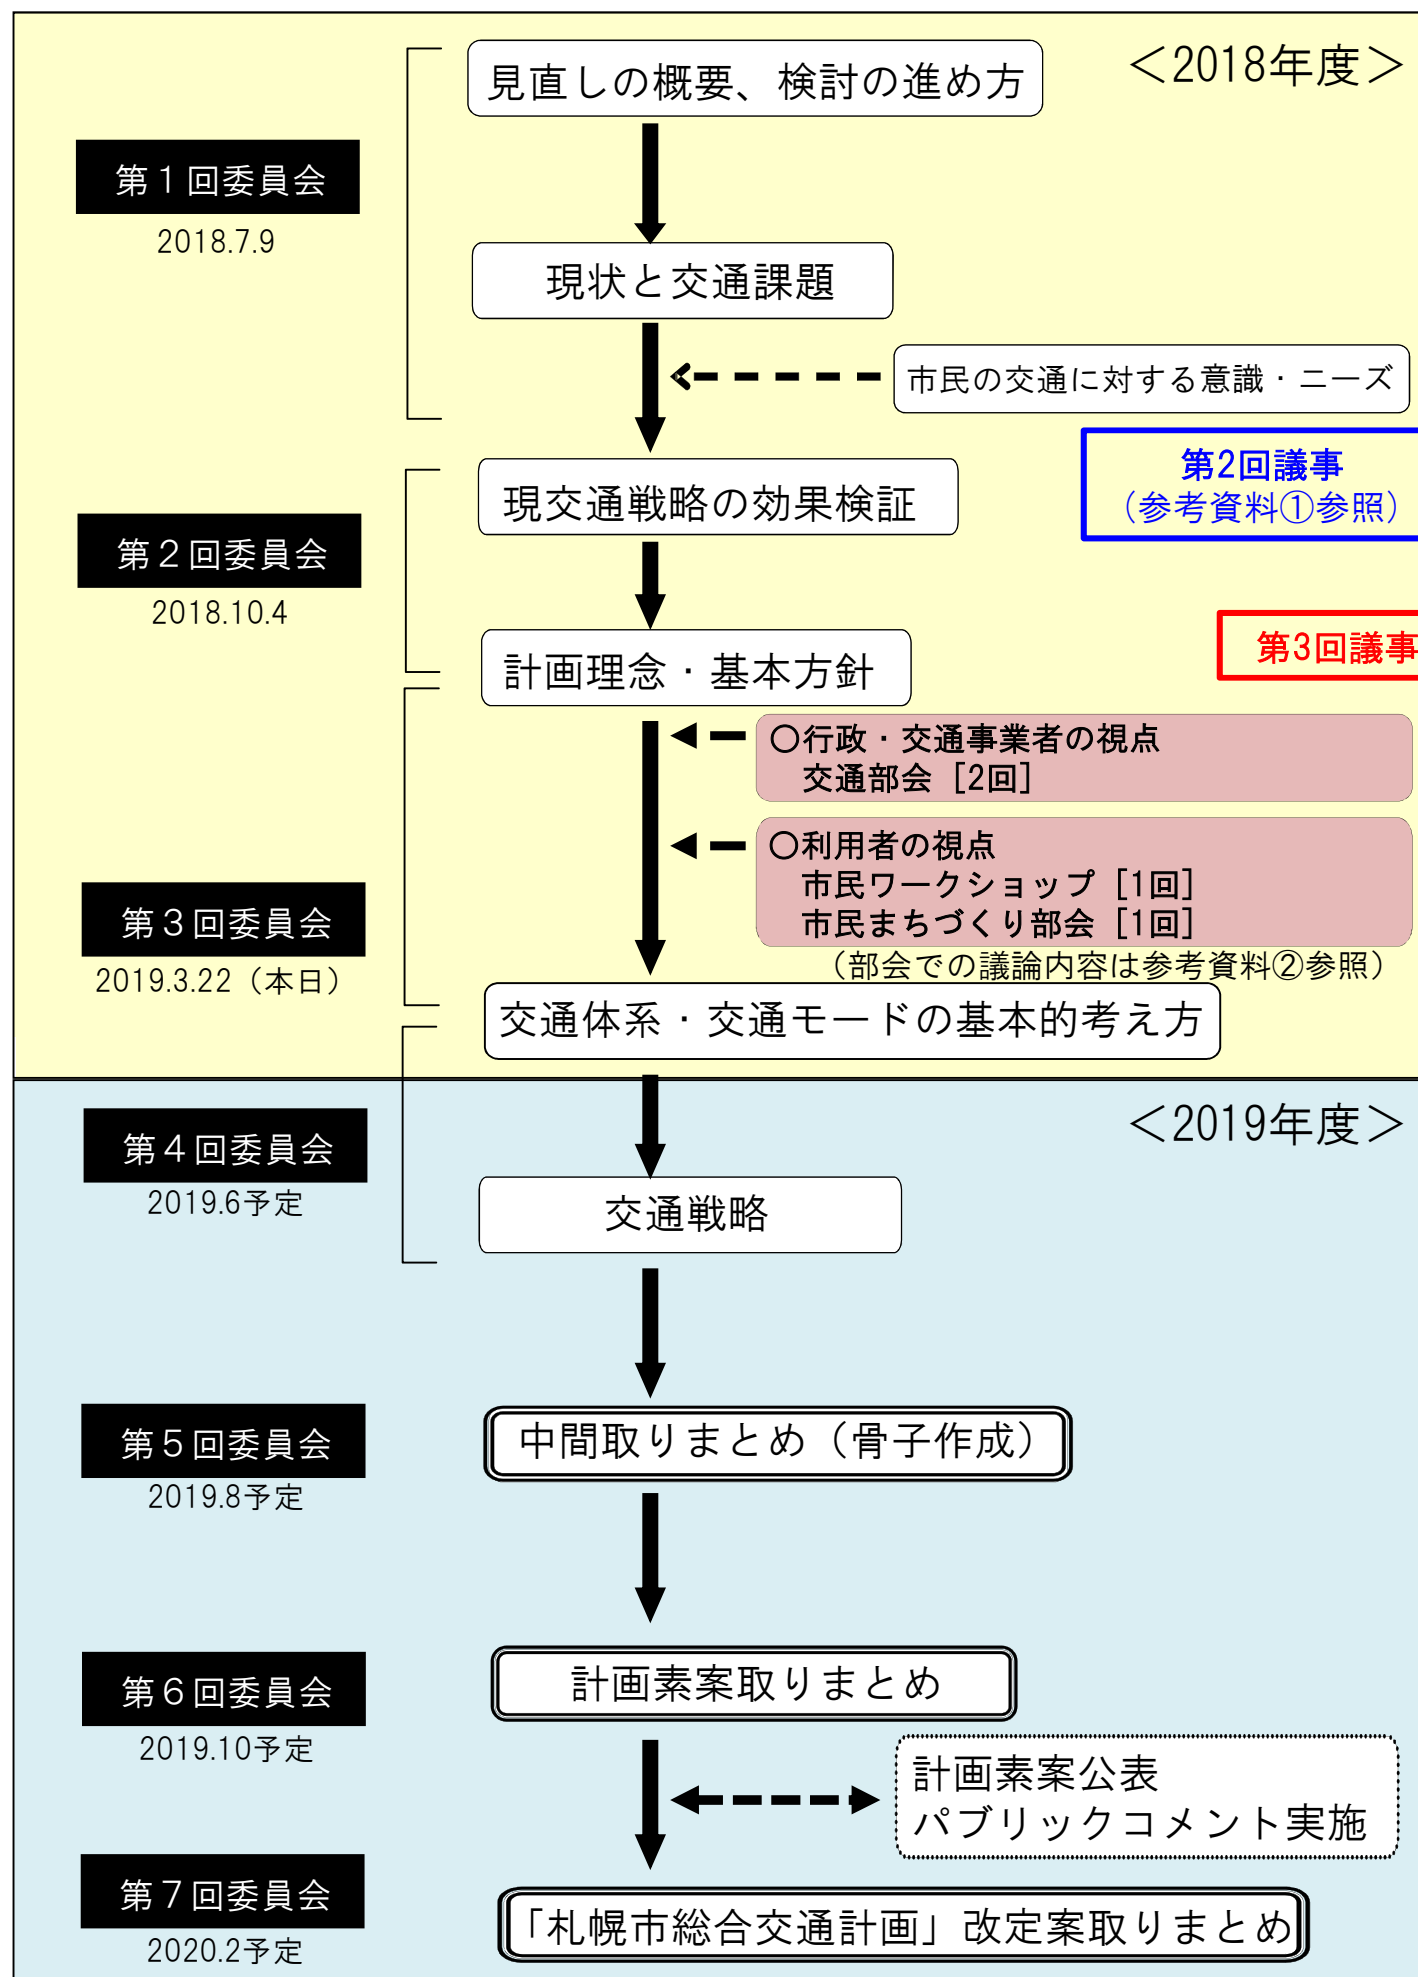 ＜2018年度＞
見直しの概要、検討の進め方
第１回委員会
2018.7.9
現状と交通課題
市民の交通に対する意識・ニーズ
第2回議事
（参考資料①参照）
現交通戦略の効果検証
第２回委員会
2018.10.4
第3回議事
計画理念・基本方針
〇行政・交通事業者の視点
交通部会［2回］
〇利用者の視点
市民ワークショップ［1回］
市民まちづくり部会［1回］
（部会での議論内容は参考資料②参照）
第３回委員会
2019.3.22（本日）
交通体系・交通モードの基本的考え方
＜2019年度＞
第４回委員会
2019.6予定
交通戦略
第５回委員会
2019.8予定
中間取りまとめ（骨子作成）
第６回委員会
2019.10予定
計画素案取りまとめ
計画素案公表
パブリックコメント実施
第７回委員会
2020.2予定
「札幌市総合交通計画」改定案取りまとめ